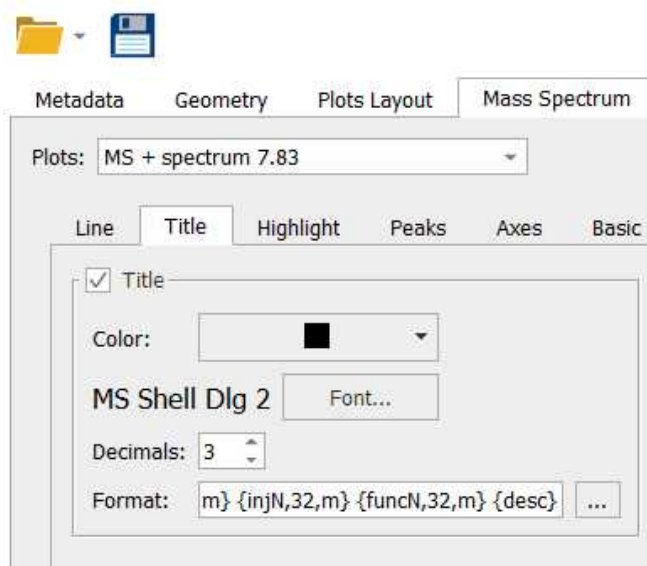 Metadata Geometry Plots Layout Mass Spectrum
Plots: MS + spectrum 7.83
Line Title Highlight Peaks Axes Basic
Title
Color:
MS Shell Dlg 2 Font...
Decimals: 3
Format: m} {injN,32,m} {funcN,32,m} {desc} ...